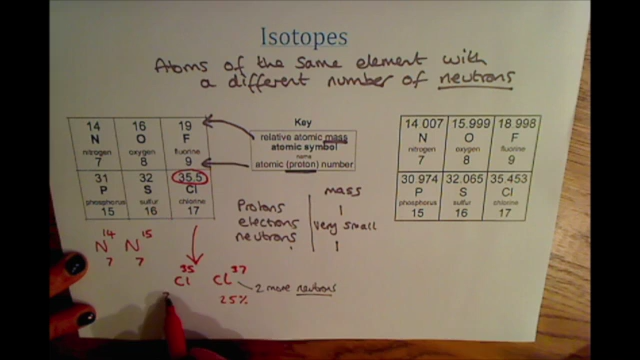 Isotopes
Atoms of the same element with
a different number of neutrons
14 16 19
N O F
nitrogen oxygen fluorine
7 8 9
31 32 35.5
P S Cl
phosphorus sulfur chlorine
15 16 17
Key
relative atomic mass
atomic symbol
name
atomic (proton) number
14 007 15.999 18.998
N O F
nitrogen oxygen fluorine
7 8 9
30.974 32.065 35.453
P S Cl
phosphorus sulfur chlorine
15 16 17
mass
Protons 1
electrons very small
neutrons 1
N 14 7 N 15 7
Cl 35 Cl 37
2 more neutrons
25%